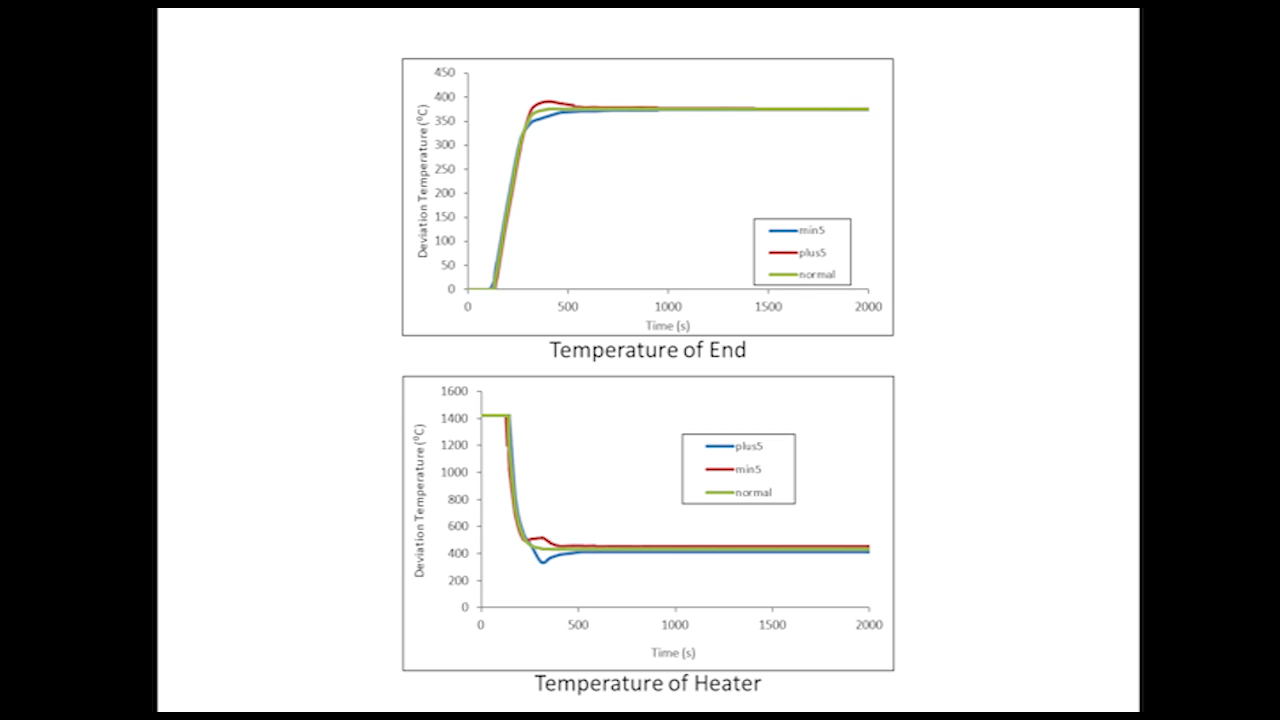 450
400
350
300
250
200
150
100
50
0
Deviation Temperature (⁰C)
min5
plus5
normal
0 500 1000 1500 2000
Time (s)
Temperature of End
1600
1400
1200
1000
800
600
400
200
0
Deviation Temperature (⁰C)
plus5
min5
normal
0 500 1000 1500 2000
Time (s)
Temperature of Heater